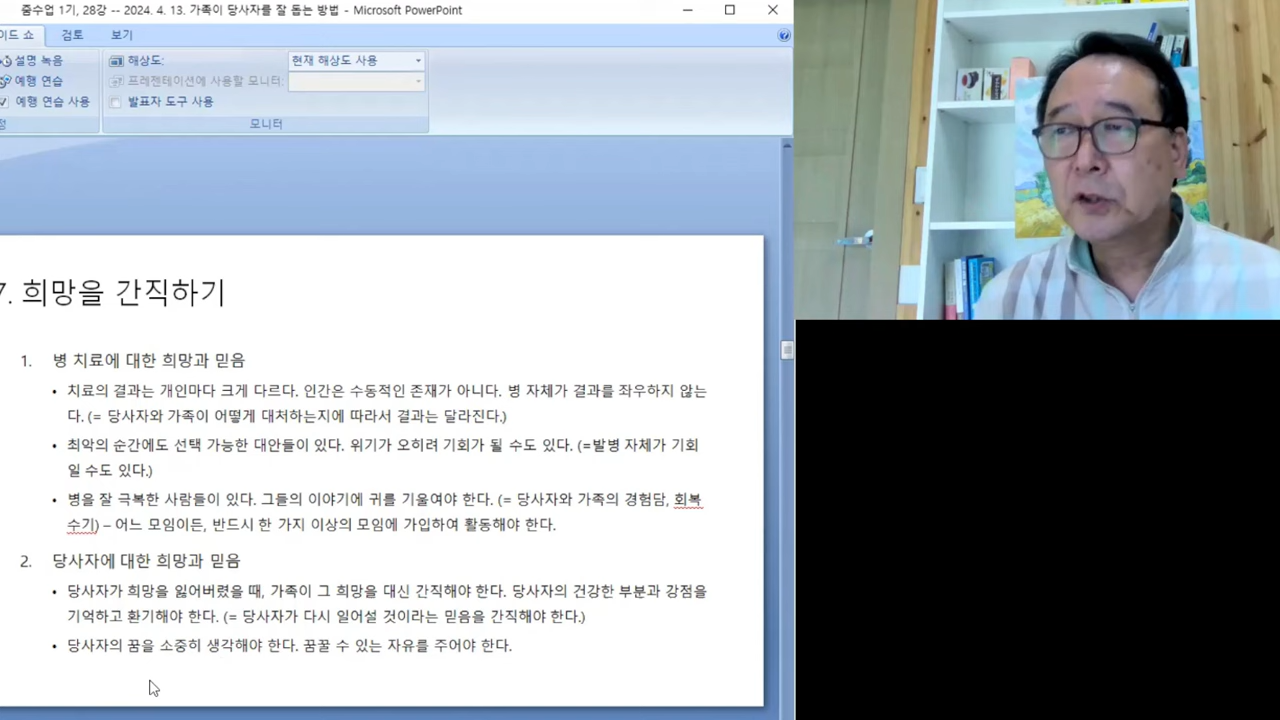 줌수업 1기, 28강 -- 2024. 4. 13. 가족이 당사자를 잘 돕는 방법 - Microsoft PowerPoint
이드 쇼 검토 보기
설명 녹음 해상도: 현재 해상도 사용
예행 연습 프레젠테이션에 사용할 모니터:
예행 연습 사용 발표자 도구 사용
정 모니터
7. 희망을 간직하기
1. 병 치료에 대한 희망과 믿음
• 치료의 결과는 개인마다 크게 다르다. 인간은 수동적인 존재가 아니다. 병 자체가 결과를 좌우하지 않는
다. (= 당사자와 가족이 어떻게 대처하는지에 따라서 결과는 달라진다.)
• 최악의 순간에도 선택 가능한 대안들이 있다. 위기가 오히려 기회가 될 수도 있다. (=발병 자체가 기회
일 수도 있다.)
• 병을 잘 극복한 사람들이 있다. 그들의 이야기에 귀를 기울여야 한다. (= 당사자와 가족의 경험담, 회복
수기) – 어느 모임이든, 반드시 한 가지 이상의 모임에 가입하여 활동해야 한다.
2. 당사자에 대한 희망과 믿음
• 당사자가 희망을 잃어버렸을 때, 가족이 그 희망을 대신 간직해야 한다. 당사자의 건강한 부분과 강점을
기억하고 환기해야 한다. (= 당사자가 다시 일어설 것이라는 믿음을 간직해야 한다.)
• 당사자의 꿈을 소중히 생각해야 한다. 꿈꿀 수 있는 자유를 주어야 한다.